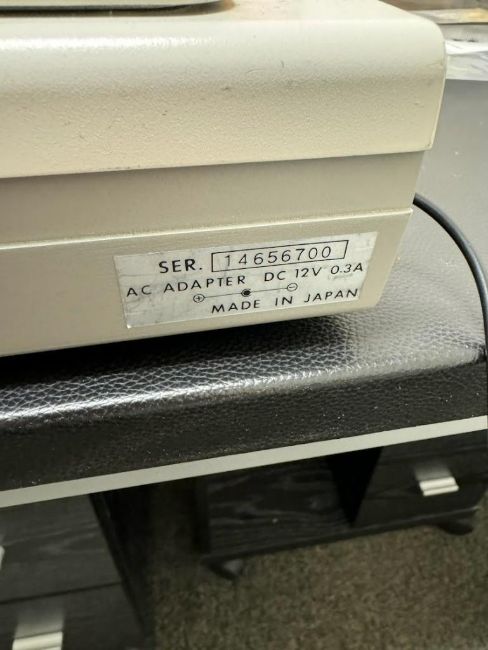 SER. 14656700
AC ADAPTER DC 12V 0.3A
⊕ ⊖
MADE IN JAPAN